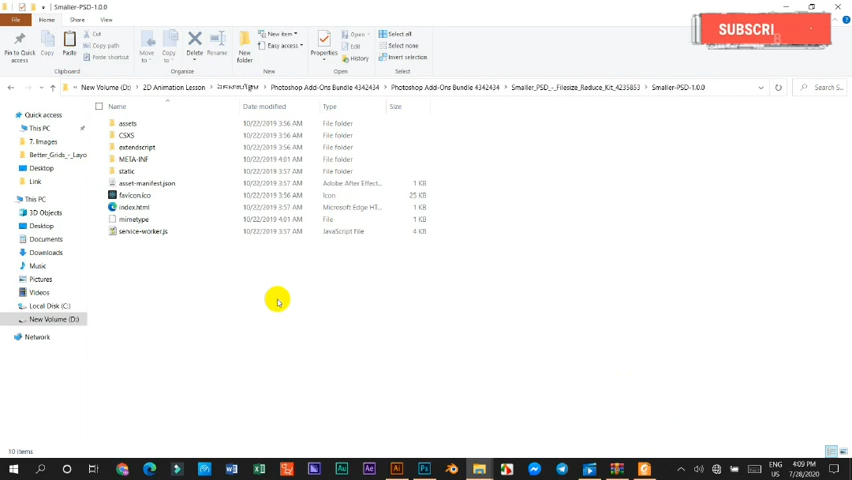 Smaller-PSD-1.0.0
SUBSCRI
B
File
Home
Share
View
Pin to Quick access
Copy
Paste
Cut
Copy path
Paste shortcut
Move to
Copy to
Delete
Rename
New folder
New item
Easy access
Properties
Open
Edit
History
Select all
Select none
Invert selection
Clipboard
Organize
New
Open
Select
New Volume (D:) › 2D Animation Lesson › Photoshop Add-Ons Bundle 4342434 › Photoshop Add-Ons Bundle 4342434 › Smaller_PSD_-_Filesize_Reduce_Kit_4235853 › Smaller-PSD-1.0.0
Search S...
Name Date modified Type Size
assets 10/22/2019 3:56 AM File folder
CSXS 10/22/2019 3:56 AM File folder
extendscript 10/22/2019 3:56 AM File folder
META-INF 10/22/2019 4:01 AM File folder
static 10/22/2019 3:57 AM File folder
asset-manifest.json 10/22/2019 3:57 AM Adobe After Effect... 1 KB
favicon.ico 10/22/2019 3:56 AM Icon 25 KB
index.html 10/22/2019 3:57 AM Microsoft Edge HT... 1 KB
mimetype 10/22/2019 4:01 AM File 1 KB
service-worker.js 10/22/2019 3:57 AM JavaScript File 4 KB
Quick access
This PC
7. Images
Better_Grids_-_Layo
Desktop
Link
This PC
3D Objects
Desktop
Documents
Downloads
Music
Pictures
Videos
Local Disk (C:)
New Volume (D:)
Network
10 items
ENG
US
4:09 PM
7/28/2020